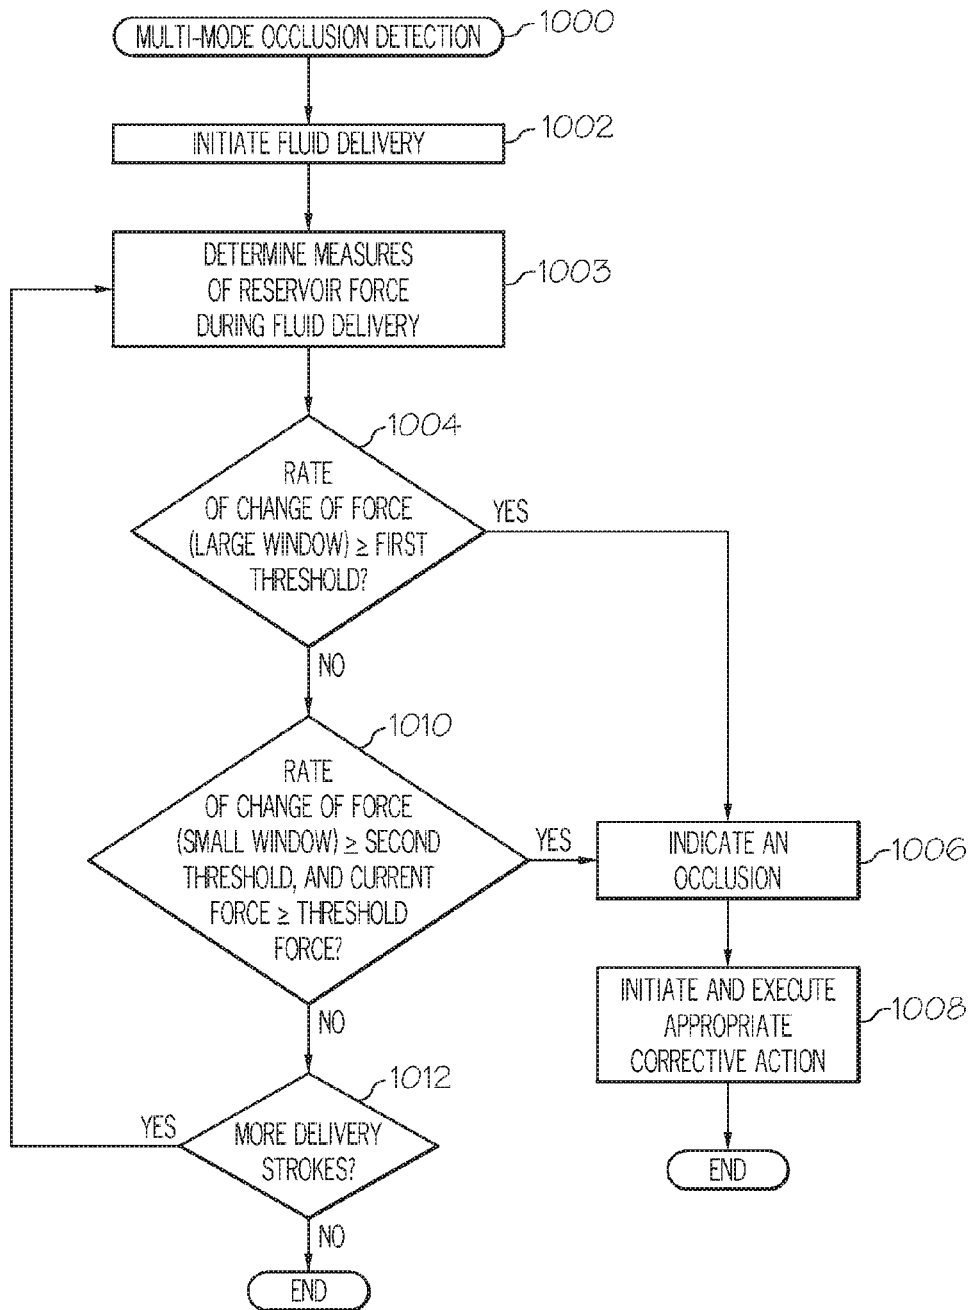 MULTI-MODE OCCLUSION DETECTION
1000
INITIATE FLUID DELIVERY
1002
DETERMINE MEASURES
OF RESERVOIR FORCE
DURING FLUID DELIVERY
1003
1004
RATE
OF CHANGE OF FORCE
(LARGE WINDOW) ≥ FIRST
THRESHOLD?
YES
NO
1010
RATE
OF CHANGE OF FORCE
(SMALL WINDOW) ≥ SECOND
THRESHOLD, AND CURRENT
FORCE ≥ THRESHOLD
FORCE?
YES
INDICATE AN
OCCLUSION
1006
INITIATE AND EXECUTE
APPROPRIATE
CORRECTIVE ACTION
1008
END
NO
1012
MORE DELIVERY
STROKES?
YES
NO
END